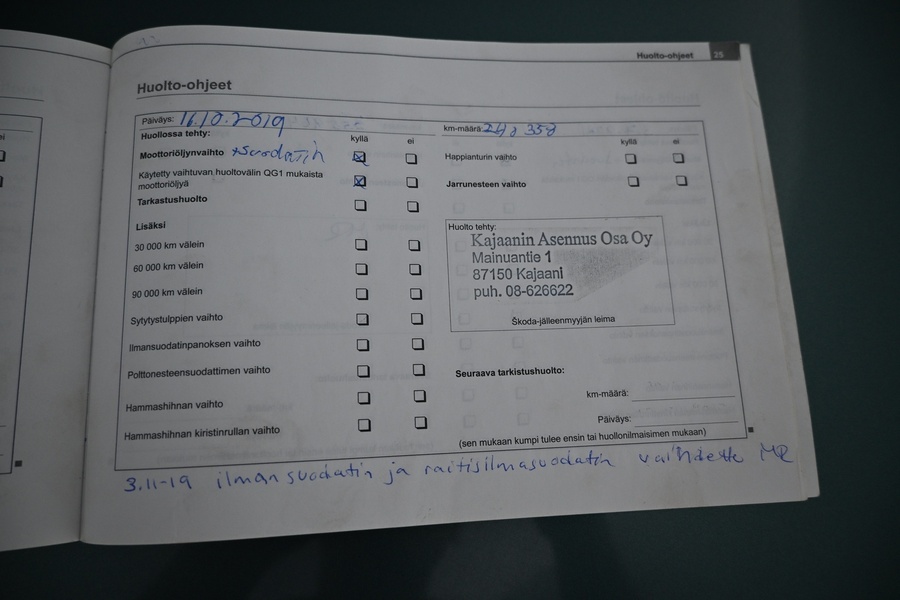 Huolto-ohjeet 25
Huolto-ohjeet
Päiväys: 16.10.2019
km-määrä:
Huollossa tehty: kyllä ei
kyllä ei
Moottoriöljynvaihto +suodatin
Happianturin vaihto
Käytetty vaihtuvan huoltovälin QG1 mukaista
moottoriöljyä
Jarrunesteen vaihto
Tarkastushuolto
Lisäksi
30 000 km välein
60 000 km välein
90 000 km välein
Sytytystulppien vaihto
Ilmansuodatinpanoksen vaihto
Polttonesteensuodattimen vaihto
Hammashihnan vaihto
Hammashihnan kiristinrullan vaihto
Huolto tehty:
Kajaanin Asennus Osa Oy
Mainuantie 1
87150 Kajaani
puh. 08-626622
Škoda-jälleenmyyjän leima
Seuraava tarkistushuolto:
km-määrä:
Päiväys:
(sen mukaan kumpi tulee ensin tai huollonilmaisimen mukaan)
3.11-19 ilmansuodatin ja raitisilmasuodatin vaihdettu MR